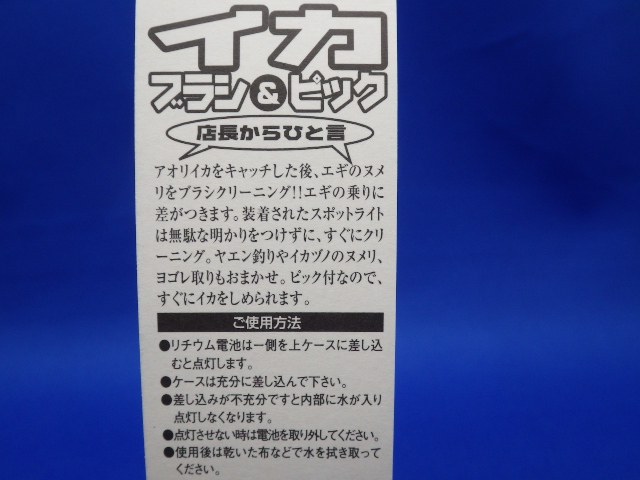 イカ
ブラシ&ピック
店長からひと言
アオリイカをキャッチした後、エギのヌメ
リをブラシクリーニング!!エギの乗りに
差がつきます。装着されたスポットライト
は無駄な明かりをつけずに、すぐにクリ
ーニング。ヤエン釣りやイカヅノのヌメリ、
ヨゴレ取りもおまかせ。ピック付なので、
すぐにイカをしめられます。
ご使用方法
●リチウム電池は一側を上ケースに差し込
むと点灯します。
●ケースは充分に差し込んで下さい。
●差し込みが不充分ですと内部に水が入り
点灯しなくなります。
●点灯させない時は電池を取り外してください。
●使用後は乾いた布などで水を拭き取って
ください。